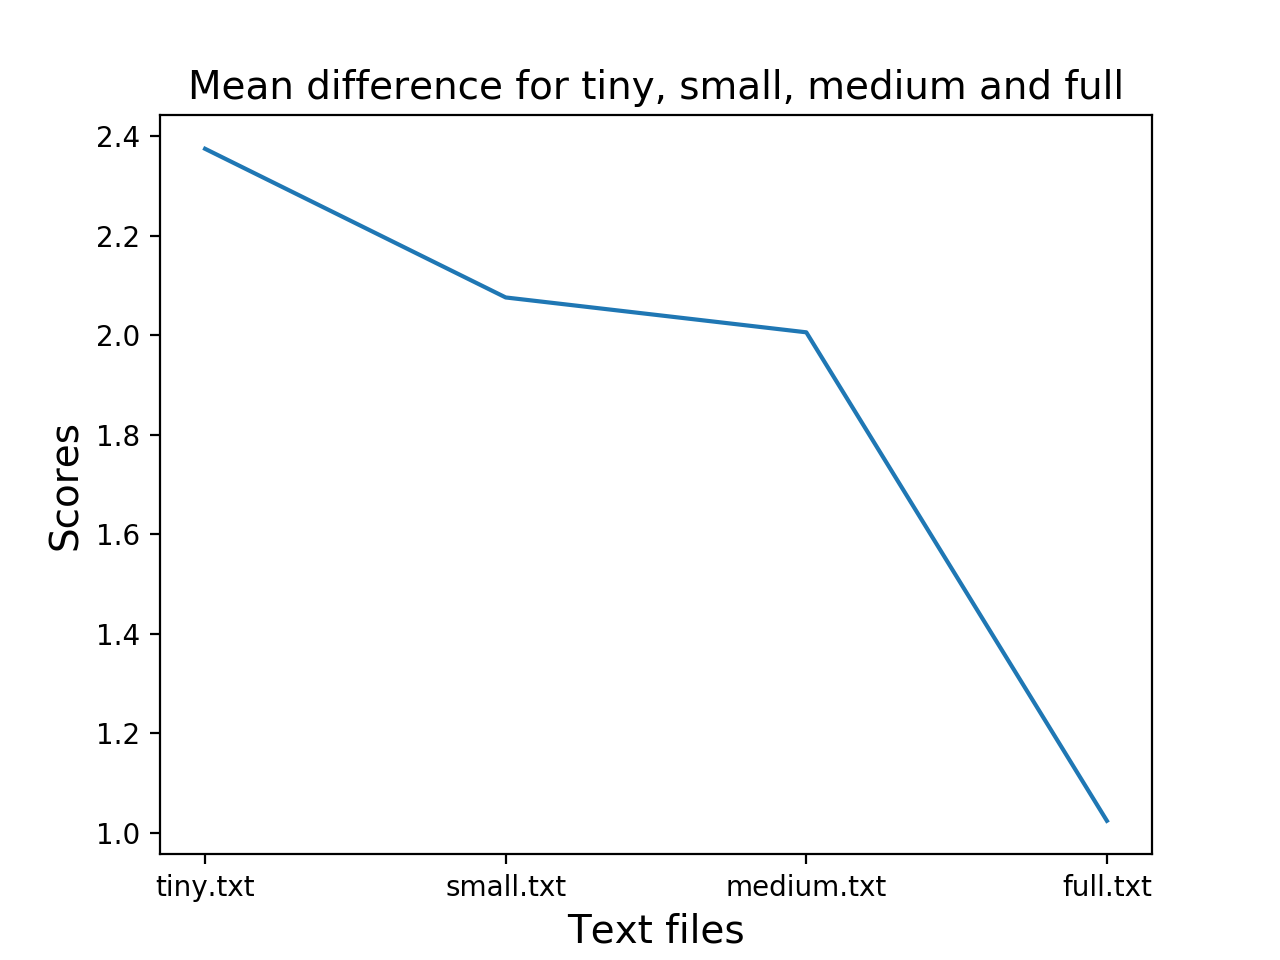 Mean difference for tiny, small, medium and full
2.4
2.2
2.0
1.8
1.6
1.4
1.2
1.0
Scores
tiny.txt small.txt medium.txt full.txt
Text files